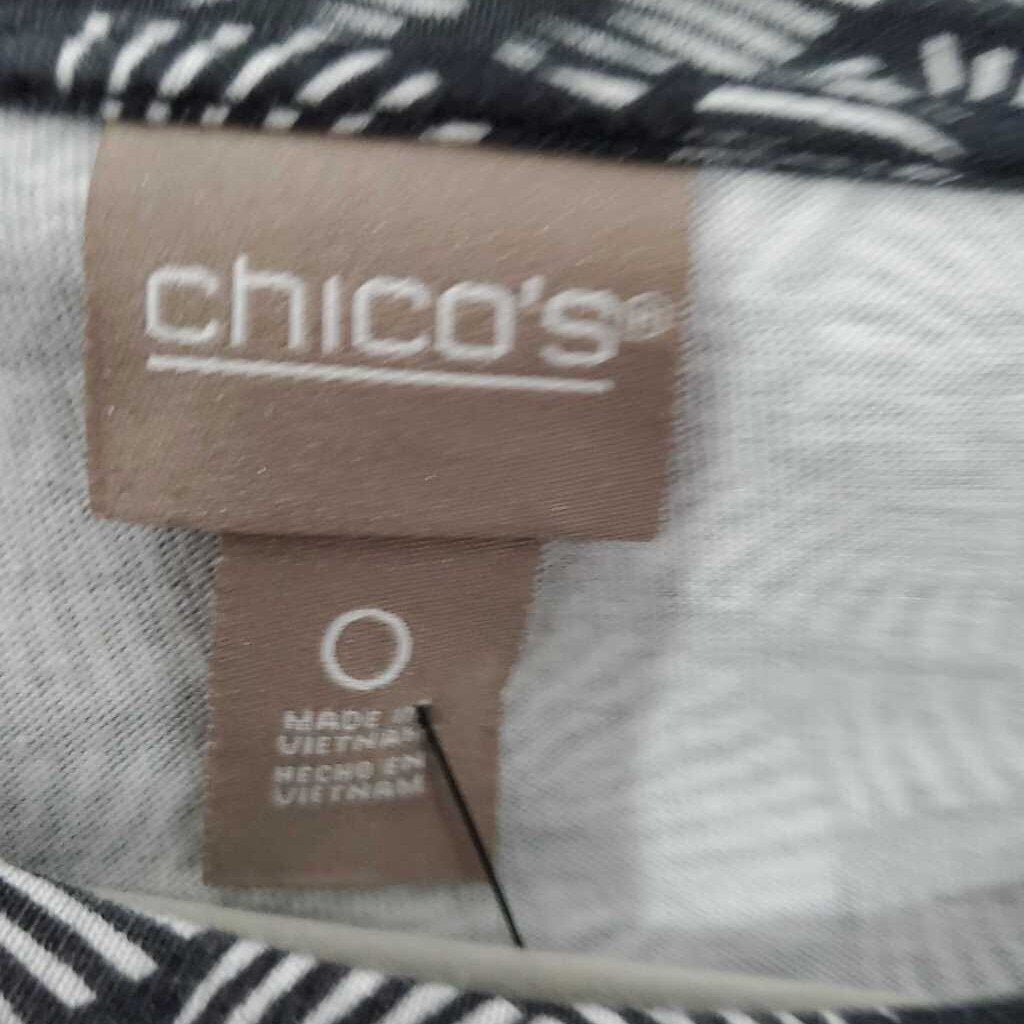 chico's®
0
MADE IN
VIETNAM
HECHO EN
VIETNAM